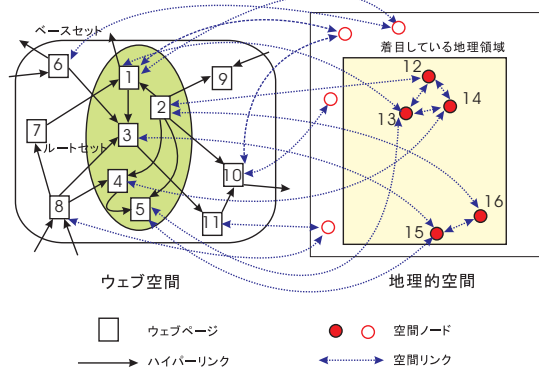 ベースセット
着目している地理領域
6
1
9
12
2
14
13
7
ルートセット
3
10
4
16
8
5
11
15
ウェブ空間
地理的空間
ウェブページ
空間ノード
ハイパーリンク
空間リンク